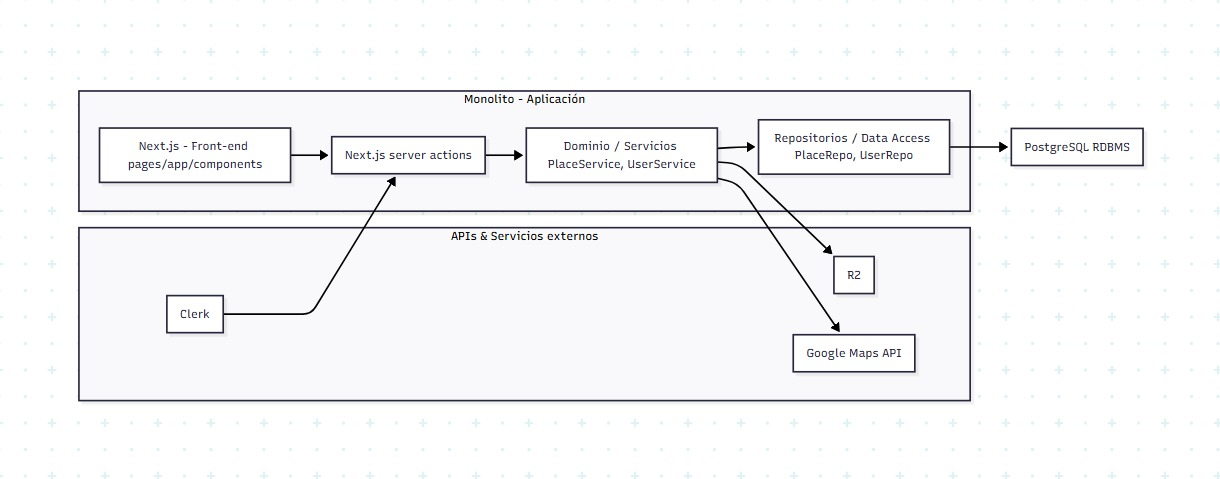 Monolito - Aplicación
Next.js - Front-end
pages/app/components
Next.js server actions
Dominio / Servicios
PlaceService, UserService
Repositorios / Data Access
PlaceRepo, UserRepo
PostgreSQL RDBMS
APIs & Servicios externos
Clerk
R2
Google Maps API